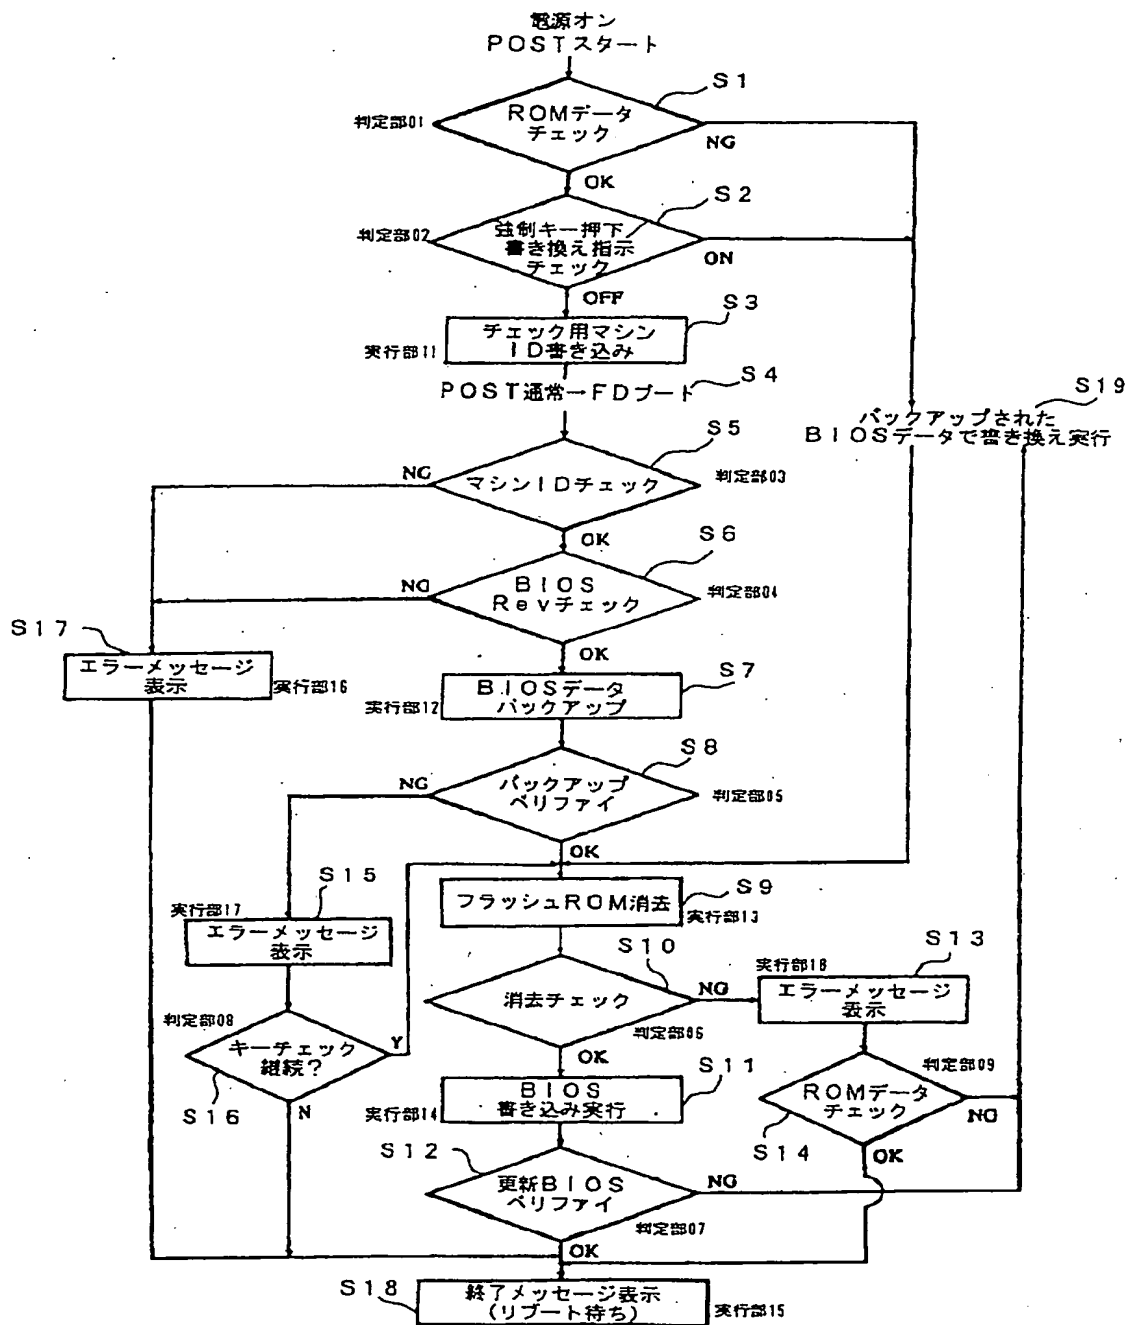 電源オン
POSTスタート
S1
判定部01
ROMデータ
チェック
NG
OK
S2
判定部02
強制キー押下
書き換え指示
チェック
ON
OFF
S3
チェック用マシン
ID書き込み
実行部11
POST通常→FDブート
S4
S19
バックアップされた
BIOSデータで書き換え実行
S5
NG
マシンIDチェック
判定部03
OK
S6
NG
BIOS
Revチェック
判定部04
S17
OK
エラーメッセージ
表示
実行部16
S7
BIOSデータ
バックアップ
実行部12
S8
NG
バックアップ
ベリファイ
判定部05
OK
S15
S9
フラッシュROM消去
実行部13
実行部17
エラーメッセージ
表示
S10
S13
実行部18
NG
エラーメッセージ
表示
消去チェック
判定部06
判定部08
キーチェック
継続?
Y
OK
S11
判定部09
ROMデータ
チェック
NG
S16
N
BIOS
書き込み実行
実行部14
S12
S14
OK
更新BIOS
ベリファイ
NG
判定部07
OK
S18
終了メッセージ表示
(リブート待ち)
実行部15